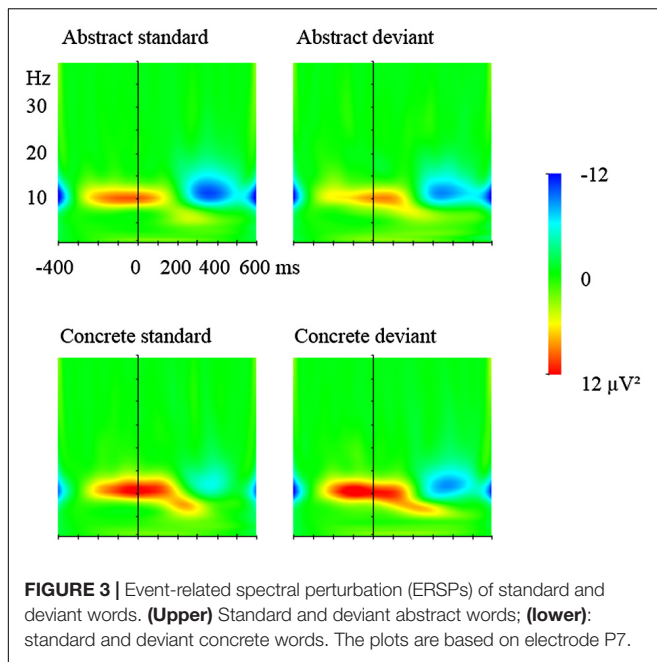 Abstract standard Abstract deviant
Hz
30
20
10
-400 0 200 400 600 ms
-12
0
12 µV²
Concrete standard Concrete deviant
FIGURE 3 | Event-related spectral perturbation (ERSPs) of standard and
deviant words. (Upper) Standard and deviant abstract words; (lower):
standard and deviant concrete words. The plots are based on electrode P7.